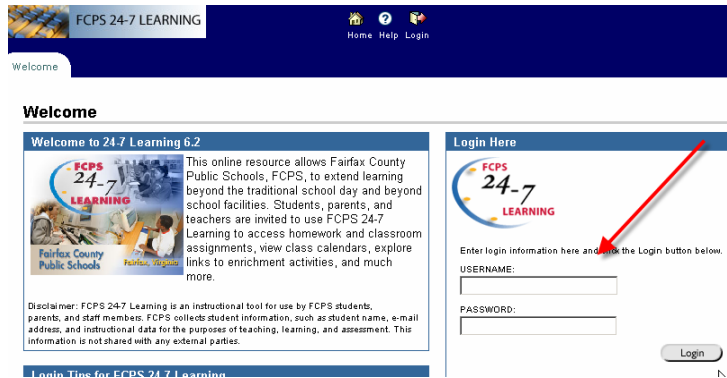 FCPS 24-7 LEARNING
Home Help Login
Welcome
Welcome
Welcome to 24-7 Learning 6.2
FCPS
24-7
LEARNING
Fairfax County
Public Schools
Fairfax, Virginia
This online resource allows Fairfax County
Public Schools, FCPS, to extend learning
beyond the traditional school day and beyond
school facilities. Students, parents, and
teachers are invited to use FCPS 24-7
Learning to access homework and classroom
assignments, view class calendars, explore
links to enrichment activities, and much
more.
Disclaimer: FCPS 24-7 Learning is an instructional tool for use by FCPS students,
parents, and staff members. FCPS collects student information, such as student name, e-mail
address, and instructional data for the purposes of teaching, learning, and assessment. This
information is not shared with any external parties.
Login Tips for FCPS 24 7 Learning
Login Here
FCPS
24-7
LEARNING
Enter login information here and click the Login button below.
USERNAME:
PASSWORD:
Login